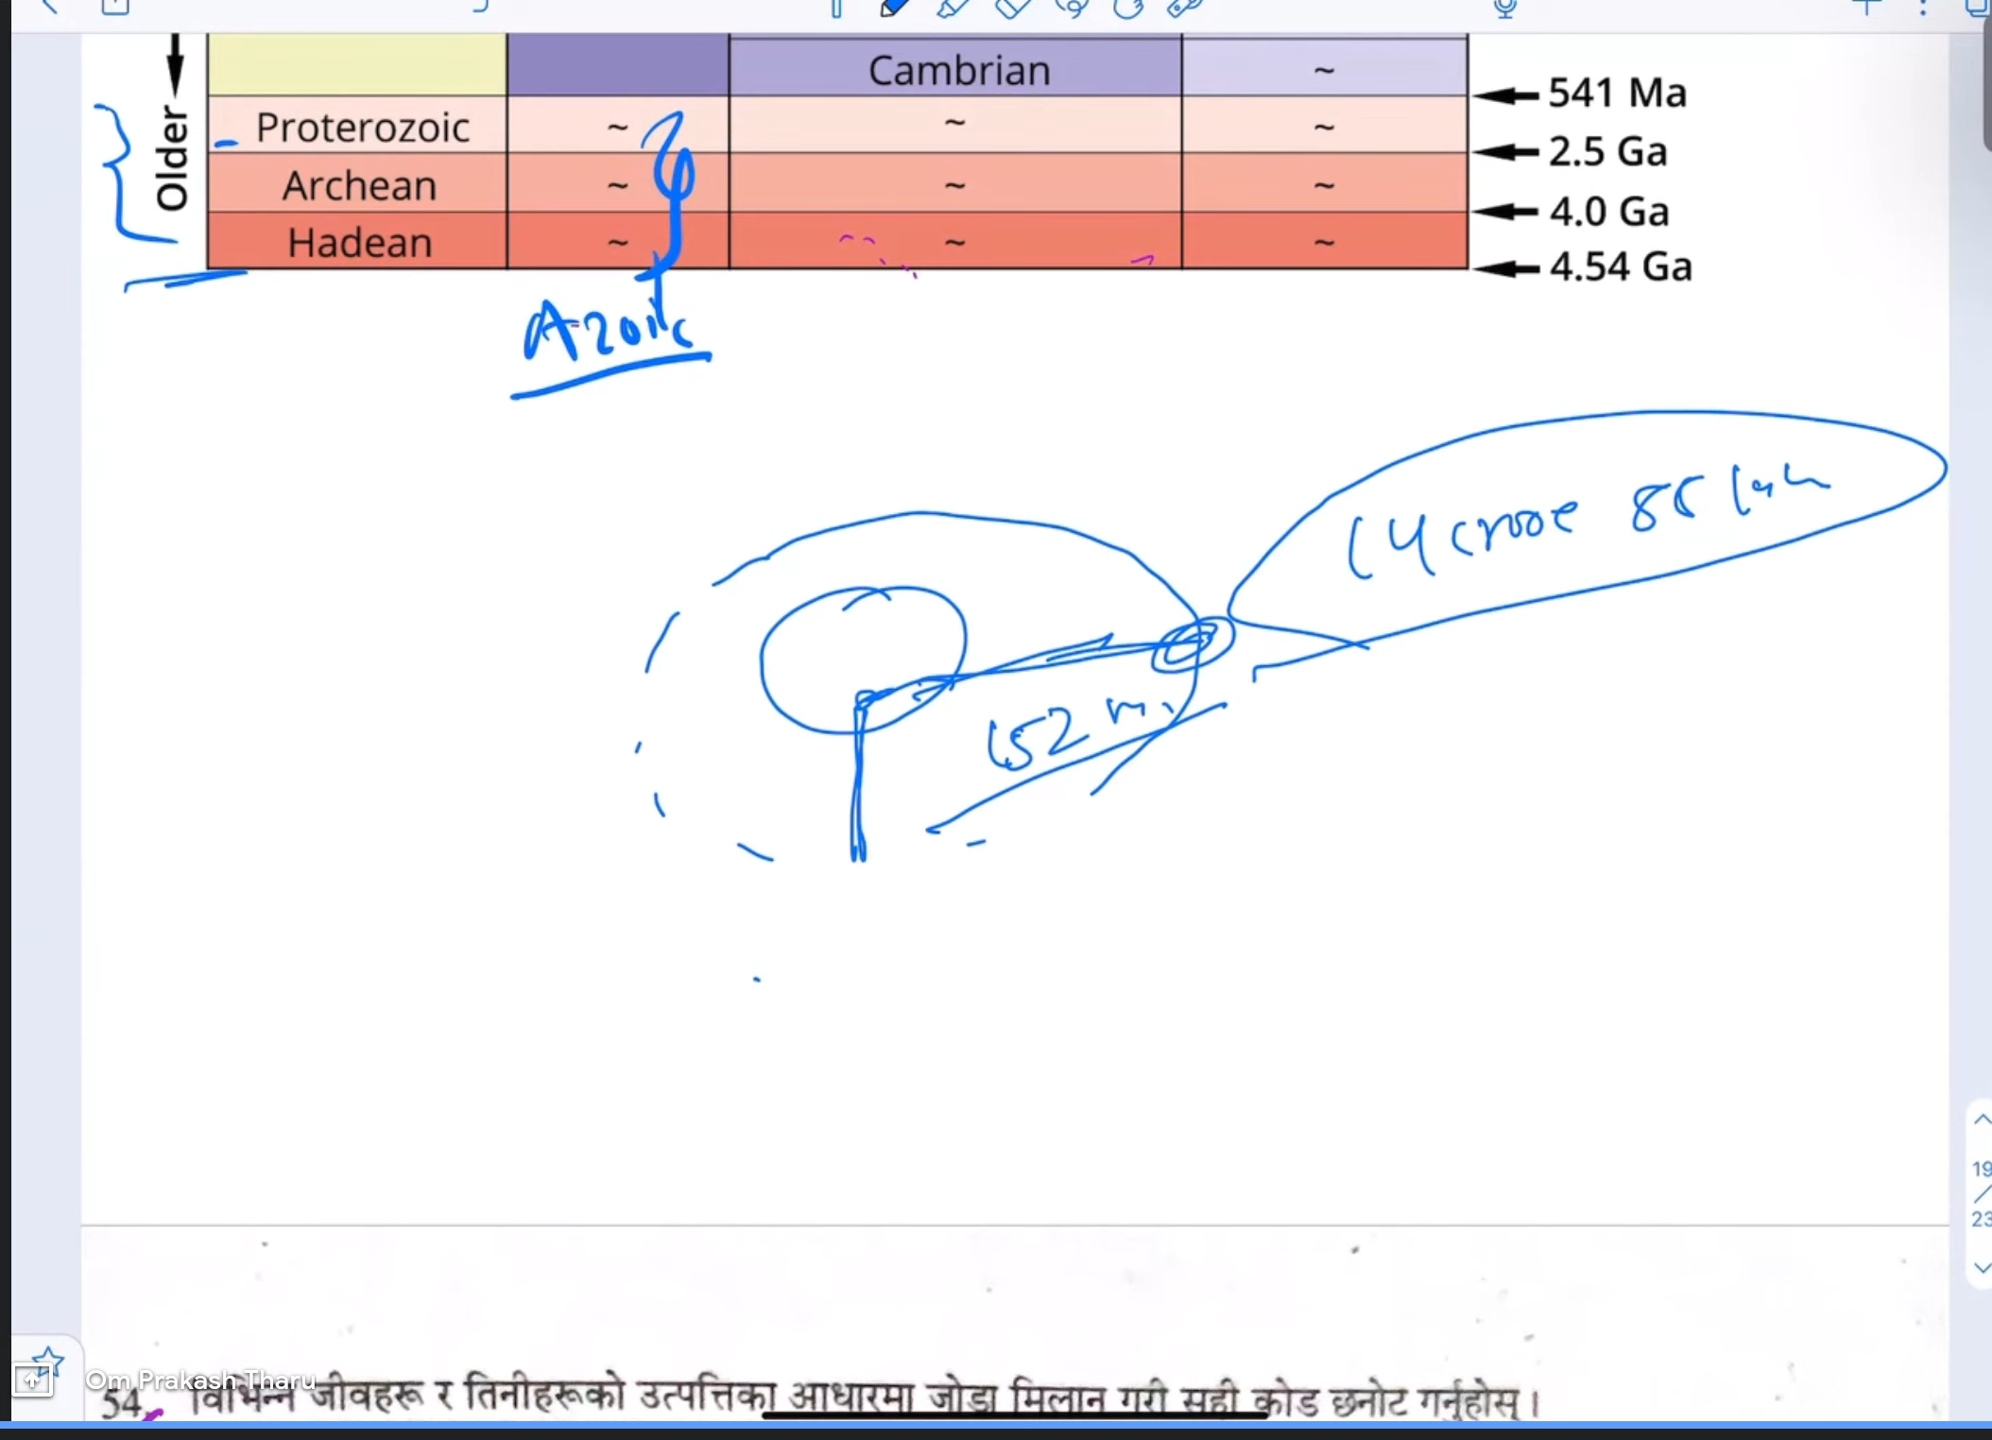 Cambrian ~ 541 Ma
Older Proterozoic ~ ~ ~ 2.5 Ga
Archean ~ ~ ~ 4.0 Ga
Hadean ~ ~ ~ 4.54 Ga
Azoic
14 crore 85 lakh
152 m.
19
23
Om Prakash Tharu
54. विभिन्न जीवहरू र तिनीहरूको उत्पत्तिका आधारमा जोडा मिलान गरी सही कोड छनोट गर्नुहोस् ।